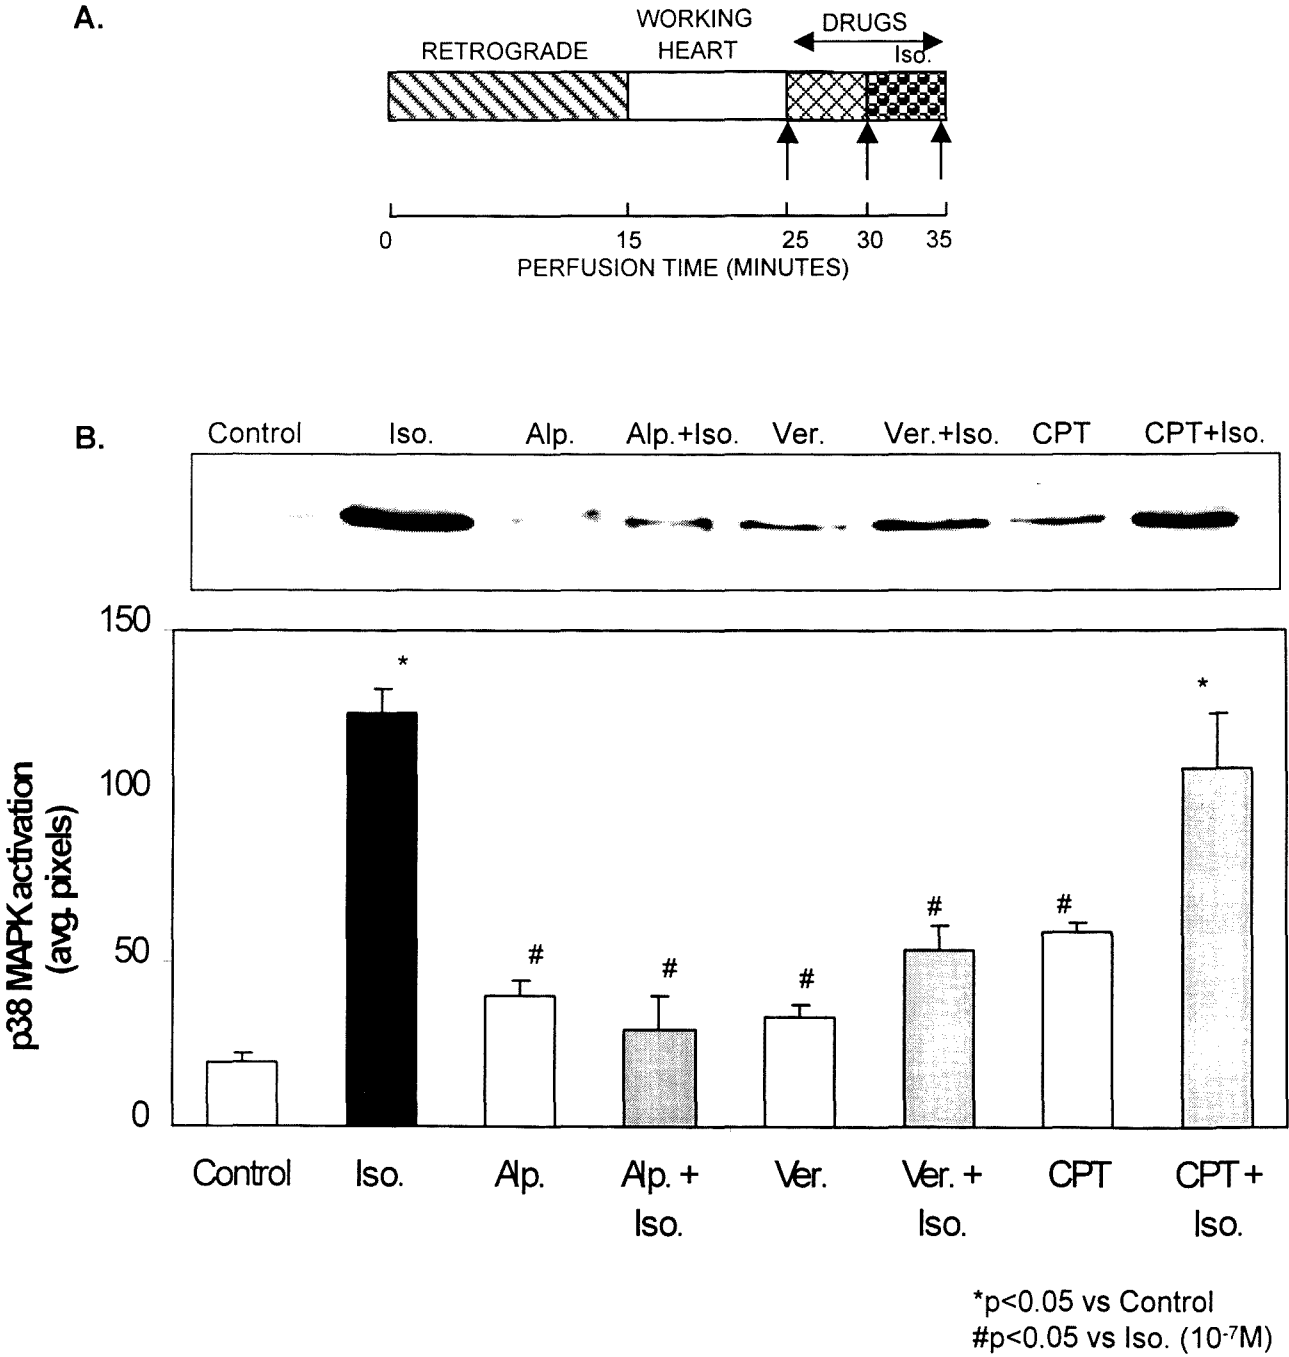 A.
RETROGRADE
WORKING
HEART
DRUGS
Iso.
0 15 25 30 35
PERFUSION TIME (MINUTES)
B.
Control Iso. Alp. Alp.+Iso. Ver. Ver.+Iso. CPT CPT+Iso.
150
100
50
0
p38 MAPK activation
(avg. pixels)
*
#
#
#
#
#
*
Control Iso. Alp. Alp. + Ver. Ver. + CPT CPT +
Iso. Iso. Iso.
*p<0.05 vs Control
#p<0.05 vs Iso. (10⁻⁷M)